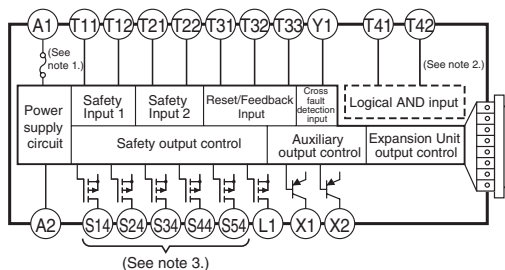 A1 T11 T12 T21 T22 T31 T32 T33 Y1 T41 T42
(See note 1.)
(See note 2.)
Power supply circuit
Safety Input 1
Safety Input 2
Reset/Feedback Input
Cross fault detection input
Logical AND input
Safety output control
Auxiliary output control
Expansion Unit output control
A2 S14 S24 S34 S44 S54 L1 X1 X2
(See note 3.)